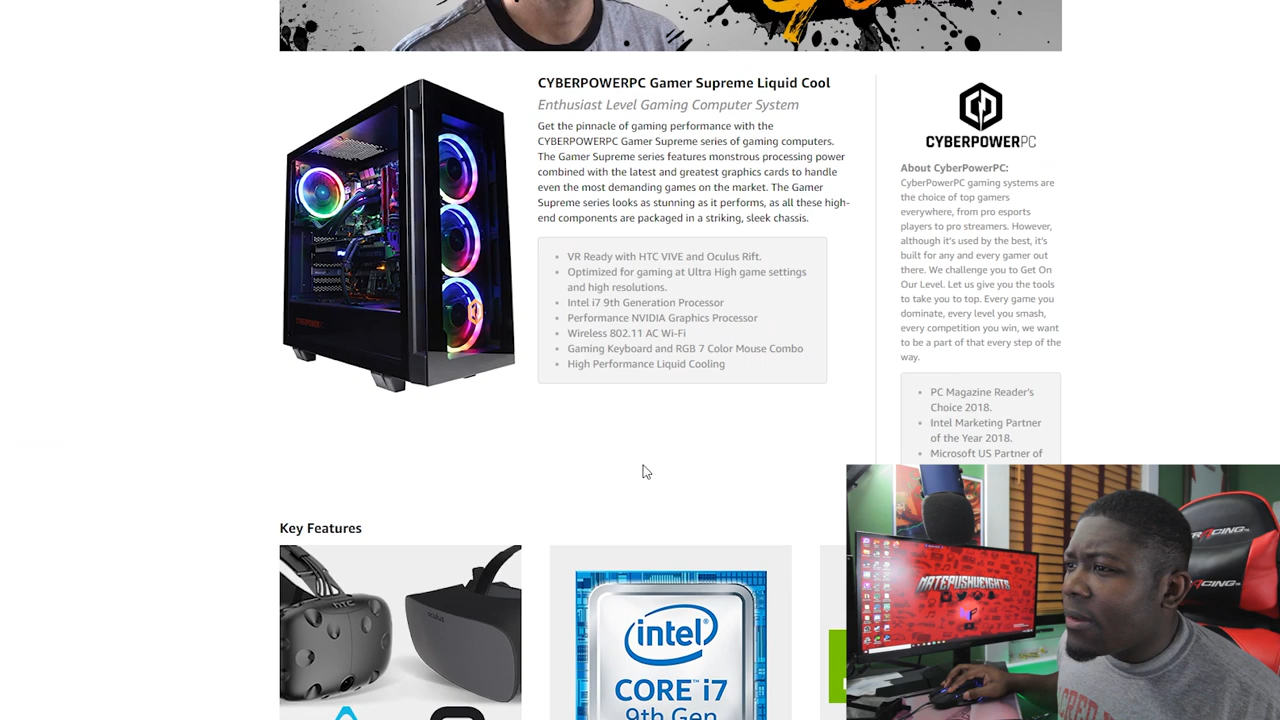 CYBERPOWERPC Gamer Supreme Liquid Cool
Enthusiast Level Gaming Computer System
Get the pinnacle of gaming performance with the
CYBERPOWERPC Gamer Supreme series of gaming computers.
The Gamer Supreme series features monstrous processing power
combined with the latest and greatest graphics cards to handle
even the most demanding games on the market. The Gamer
Supreme series looks as stunning as it performs, as all these high-
end components are packaged in a striking, sleek chassis.
VR Ready with HTC VIVE and Oculus Rift.
Optimized for gaming at Ultra High game settings
and high resolutions.
Intel i7 9th Generation Processor
Performance NVIDIA Graphics Processor
Wireless 802.11 AC Wi-Fi
Gaming Keyboard and RGB 7 Color Mouse Combo
High Performance Liquid Cooling
CYBERPOWERPC
About CyberPowerPC:
CyberPowerPC gaming systems are
the choice of top gamers
everywhere, from pro esports
players to pro streamers. However,
although it's used by the best, it's
built for any and every gamer out
there. We challenge you to Get On
Our Level. Let us give you the tools
to take you to top. Every game you
dominate, every level you smash,
every competition you win, we want
to be a part of that every step of the
way.
PC Magazine Reader's
Choice 2018.
Intel Marketing Partner
of the Year 2018.
Microsoft US Partner of
CYBERPOWERPC
Key Features
hTC
oculus
intel
CORE™ i7
9th Gen
MATEPUSHWEIGHTS